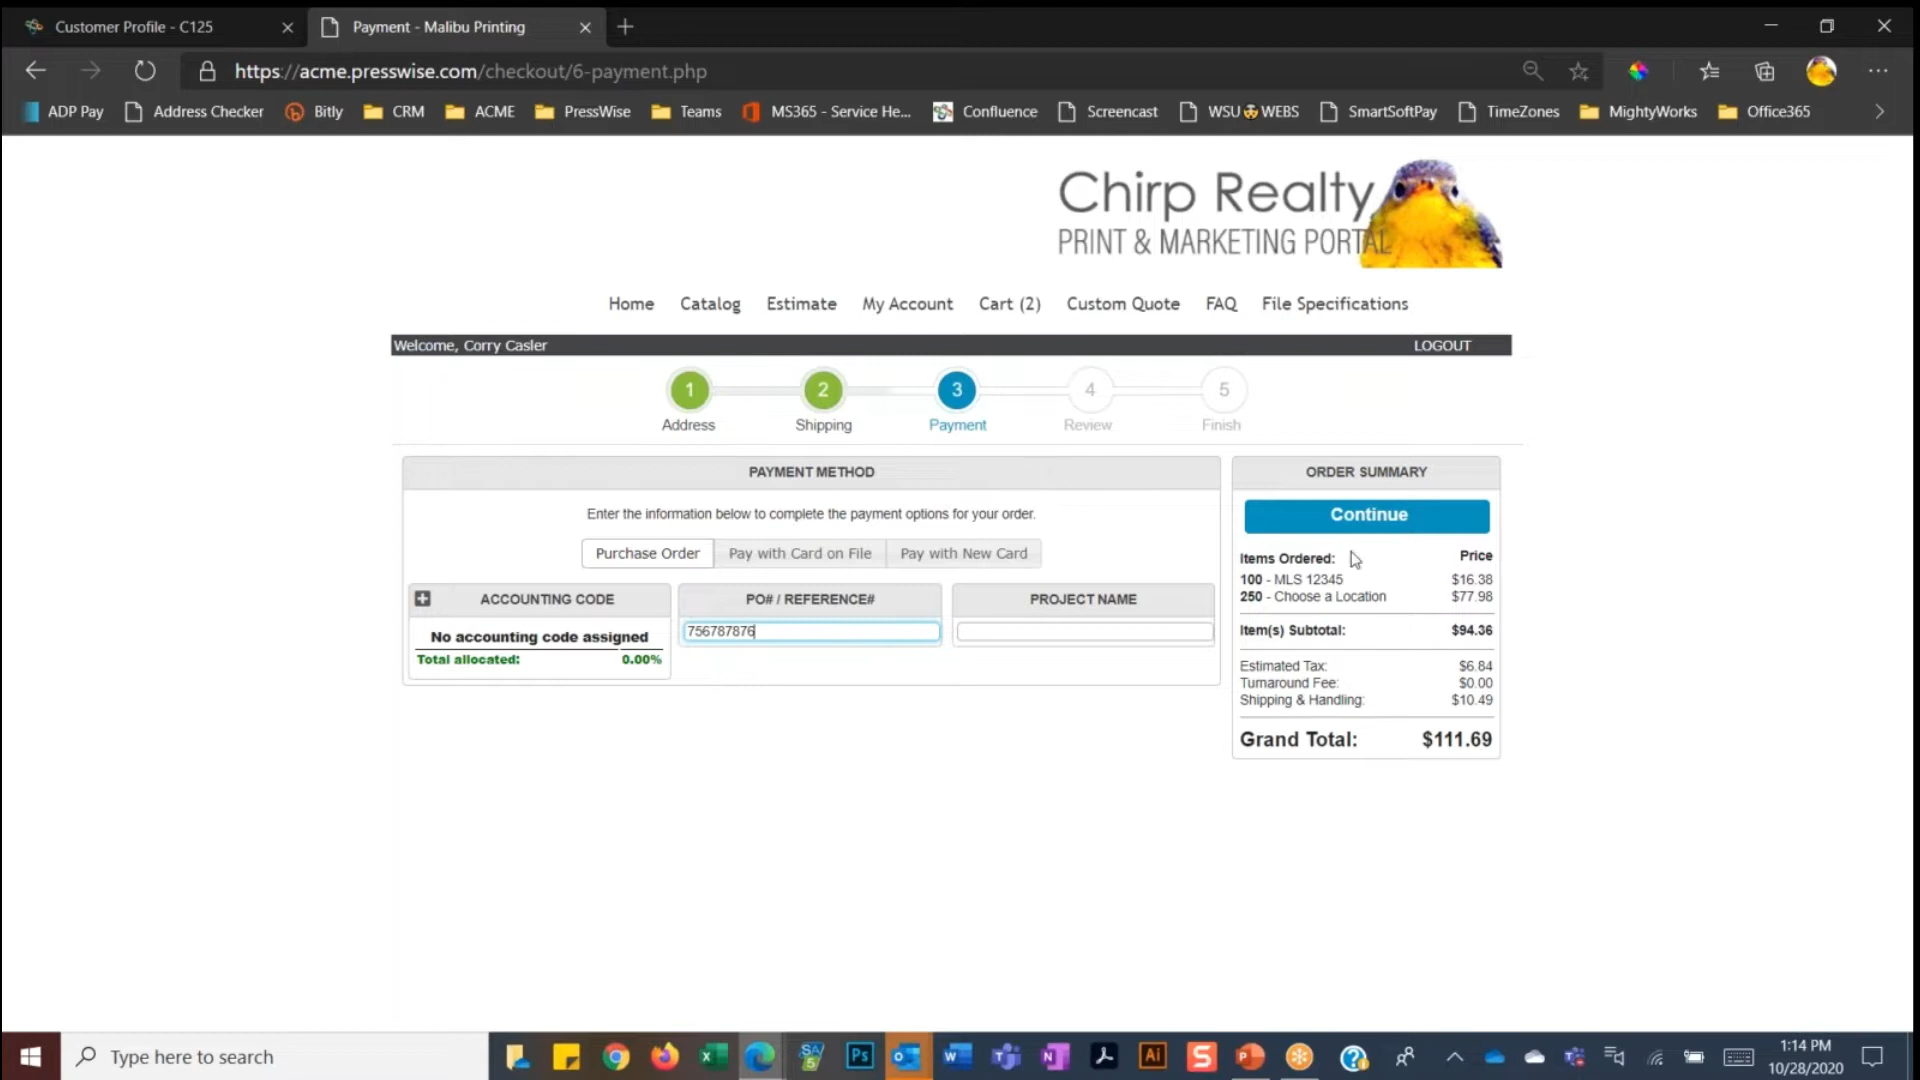 Customer Profile - C125
Payment - Malibu Printing
https://acme.presswise.com/checkout/6-payment.php
ADP Pay
Address Checker
Bitly
CRM
ACME
PressWise
Teams
MS365 - Service He...
Confluence
Screencast
WSU WEBS
SmartSoftPay
TimeZones
MightyWorks
Office365
Chirp Realty
PRINT & MARKETING PORTAL
Home Catalog Estimate My Account Cart (2) Custom Quote FAQ File Specifications
Welcome, Corry Casler
LOGOUT
1 2 3 4 5
Address Shipping Payment Review Finish
PAYMENT METHOD
Enter the information below to complete the payment options for your order.
Purchase Order Pay with Card on File Pay with New Card
ACCOUNTING CODE
No accounting code assigned
Total allocated: 0.00%
PO# / REFERENCE#
756787876
PROJECT NAME
ORDER SUMMARY
Continue
Items Ordered: Price
100 - MLS 12345 $16.38
250 - Choose a Location $77.98
Item(s) Subtotal: $94.36
Estimated Tax: $6.84
Turnaround Fee: $0.00
Shipping & Handling: $10.49
Grand Total: $111.69
Type here to search
1:14 PM
10/28/2020